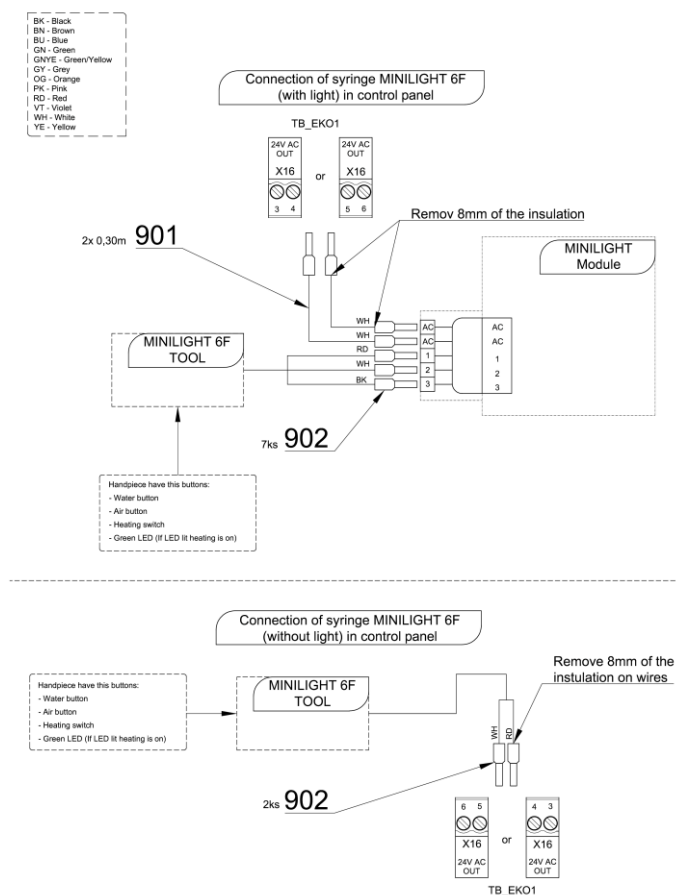 BK - Black
BN - Brown
BU - Blue
GN - Green
GNYE - Green/Yellow
GY - Grey
OG - Orange
PK - Pink
RD - Red
VT - Violet
WH - White
YE - Yellow
Connection of syringe MINILIGHT 6F
(with light) in control panel
TB_EKO1
24V AC
OUT
X16
3 4
or
24V AC
OUT
X16
5 6
Remov 8mm of the insulation
2x 0,30m 901
MINILIGHT
Module
MINILIGHT 6F
TOOL
WH
WH
RD
WH
BK
AC
AC
1
2
3
AC
AC
1
2
3
7ks 902
Handpiece have this buttons:
- Water button
- Air button
- Heating switch
- Green LED (If LED lit heating is on)
Connection of syringe MINILIGHT 6F
(without light) in control panel
Remove 8mm of the
instulation on wires
Handpiece have this buttons:
- Water button
- Air button
- Heating switch
- Green LED (If LED lit heating is on)
MINILIGHT 6F
TOOL
WH
RD
2ks 902
6 5
X16
24V AC
OUT
or
4 3
X16
24V AC
OUT
TB_EKO1